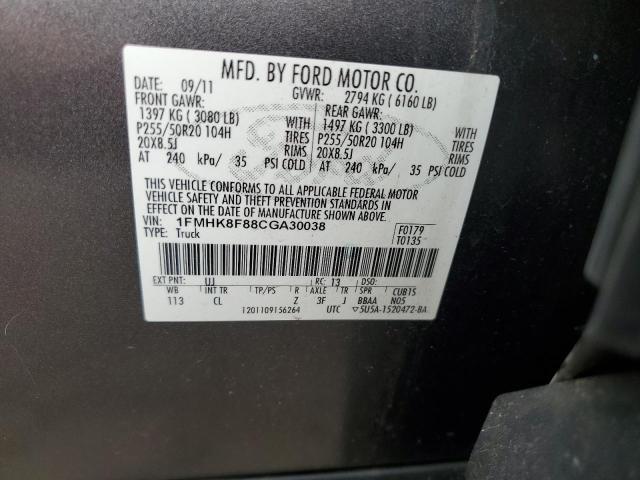 MFD. BY FORD MOTOR CO.
DATE: 09/11 GVWR: 2794 KG ( 6160 LB)
FRONT GAWR: REAR GAWR:
1397 KG ( 3080 LB) WITH 1497 KG ( 3300 LB) WITH
P255/50R20 104H TIRES P255/50R20 104H TIRES
20X8.5J RIMS 20X8.5J RIMS
AT 240 kPa/ 35 PSI COLD AT 240 kPa/ 35 PSI COLD
THIS VEHICLE CONFORMS TO ALL APPLICABLE FEDERAL MOTOR
VEHICLE SAFETY AND THEFT PREVENTION STANDARDS IN
EFFECT ON THE DATE OF MANUFACTURE SHOWN ABOVE.
VIN: 1FMHK8F88CGA30038 F0179
TYPE: Truck T0135
EXT PNT: UJ RC: 13 DSO:
WB INT TR TP/PS R AXLE TR SPR CUB15
113 CL Z 3F J BBAA N05
1201109156264 UTC ▽5U5A-1520472-BA